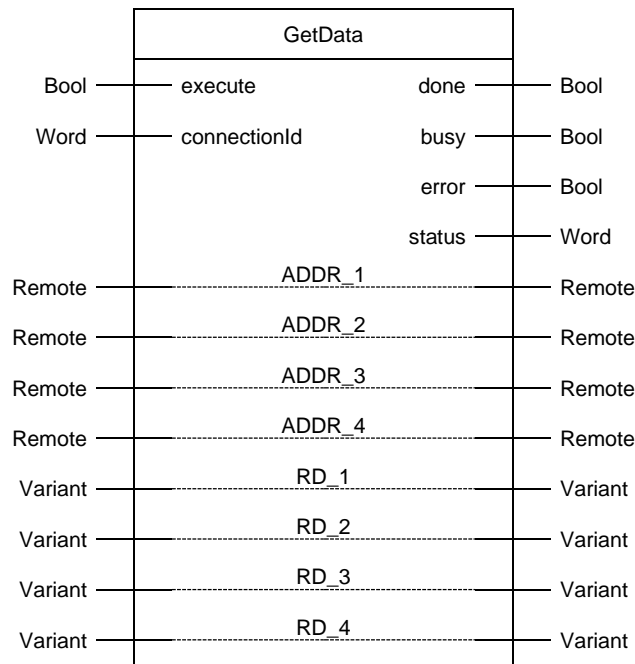 GetData
Bool execute done Bool
Word connectionId busy Bool
error Bool
status Word
Remote ADDR_1 Remote
Remote ADDR_2 Remote
Remote ADDR_3 Remote
Remote ADDR_4 Remote
Variant RD_1 Variant
Variant RD_2 Variant
Variant RD_3 Variant
Variant RD_4 Variant